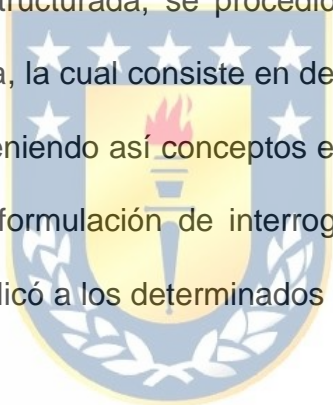 structurada, se procedió
a, la cual consiste en de
eniendo así conceptos e
formulación de interrog
licó a los determinados